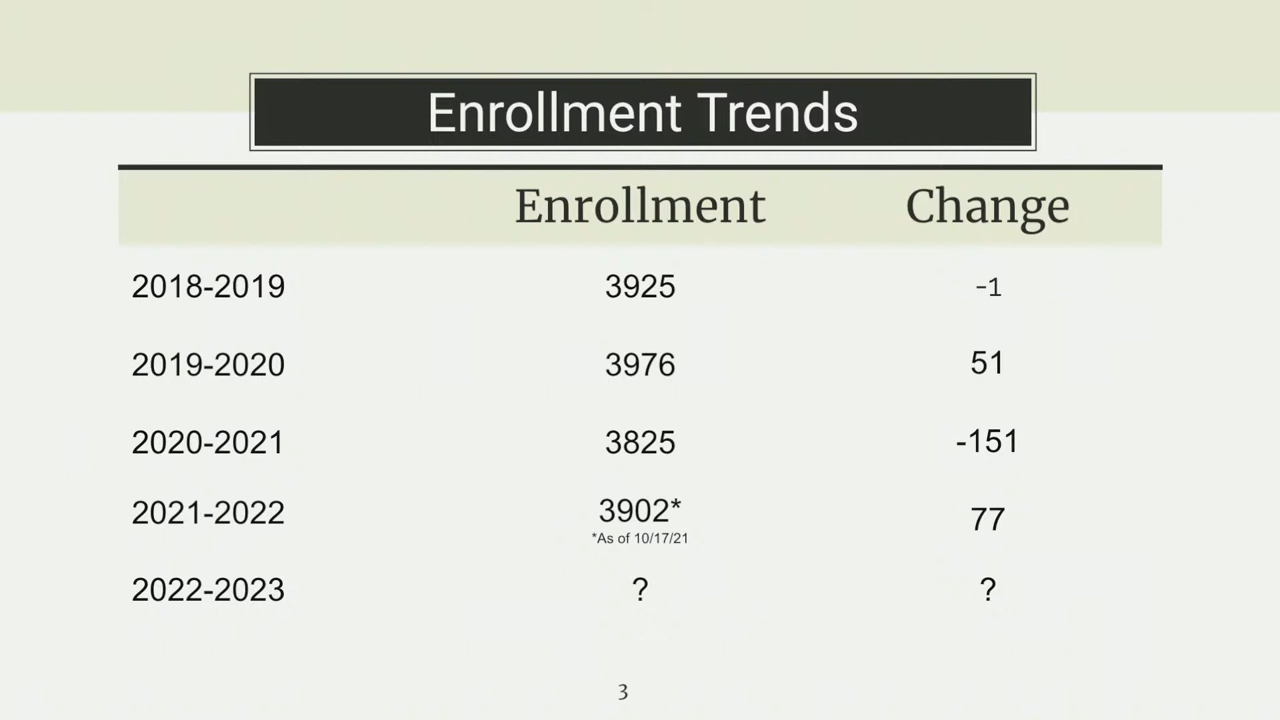 Enrollment Trends
Enrollment Change
2018-2019 3925 -1
2019-2020 3976 51
2020-2021 3825 -151
2021-2022 3902* 77
*As of 10/17/21
2022-2023 ? ?
3